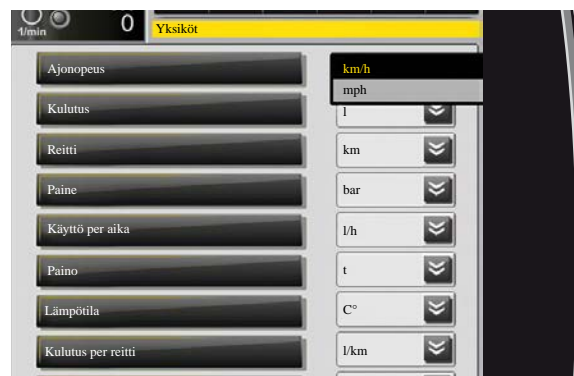 1/min
0
Yksiköt
Ajonopeus
km/h
mph
Kulutus
l
Reitti
km
Paine
bar
Käyttö per aika
l/h
Paino
t
Lämpötila
C°
Kulutus per reitti
l/km